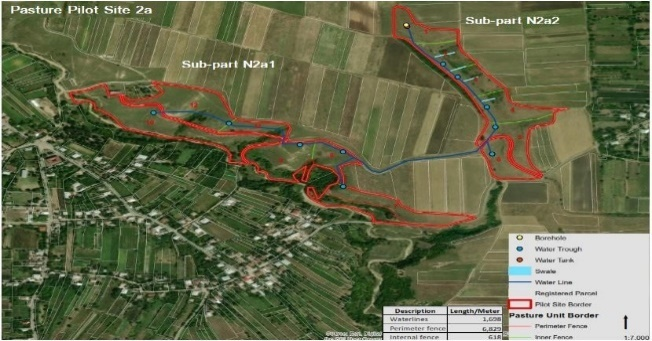 Pasture Pilot Site 2a
Sub-part N2a2
Sub-part N2a1
Borehole
Water Trough
Water Tank
Swale
Water Line
Registered Parcel
Pilot Site Border
Pasture Unit Border
Perimeter Fence
Inner Fence
1:7.000
Description Length/Meter
Waterlines 1,698
Perimeter fence 6,829
Internal fence 618